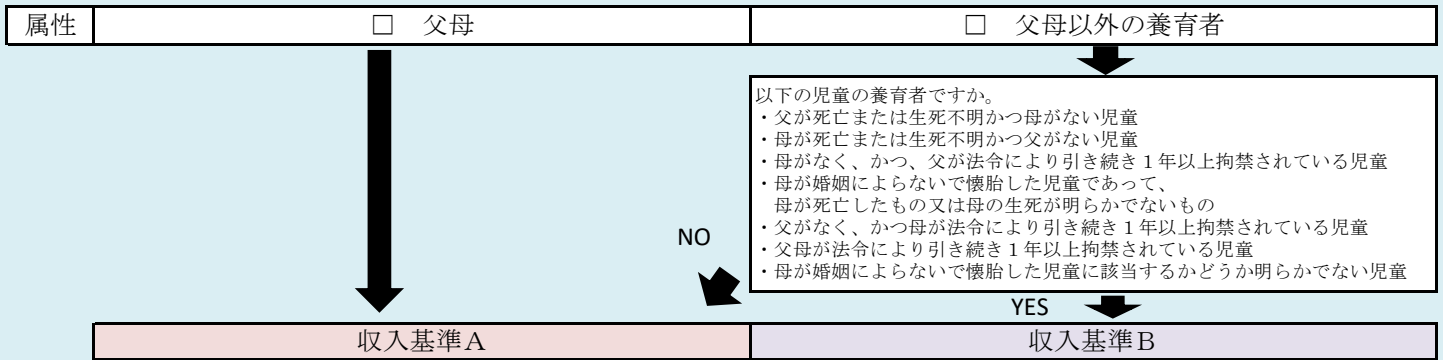 属性
□ 父母
□ 父母以外の養育者
以下の児童の養育者ですか。
・父が死亡または生死不明かつ母がない児童
・母が死亡または生死不明かつ父がない児童
・母がなく、かつ、父が法令により引き続き１年以上拘禁されている児童
・母が婚姻によらないで懐胎した児童であって、
母が死亡したもの又は母の生死が明らかでないもの
・父がなく、かつ母が法令により引き続き１年以上拘禁されている児童
・父母が法令により引き続き１年以上拘禁されている児童
・母が婚姻によらないで懐胎した児童に該当するかどうか明らかでない児童
NO
YES
収入基準Ａ
収入基準Ｂ